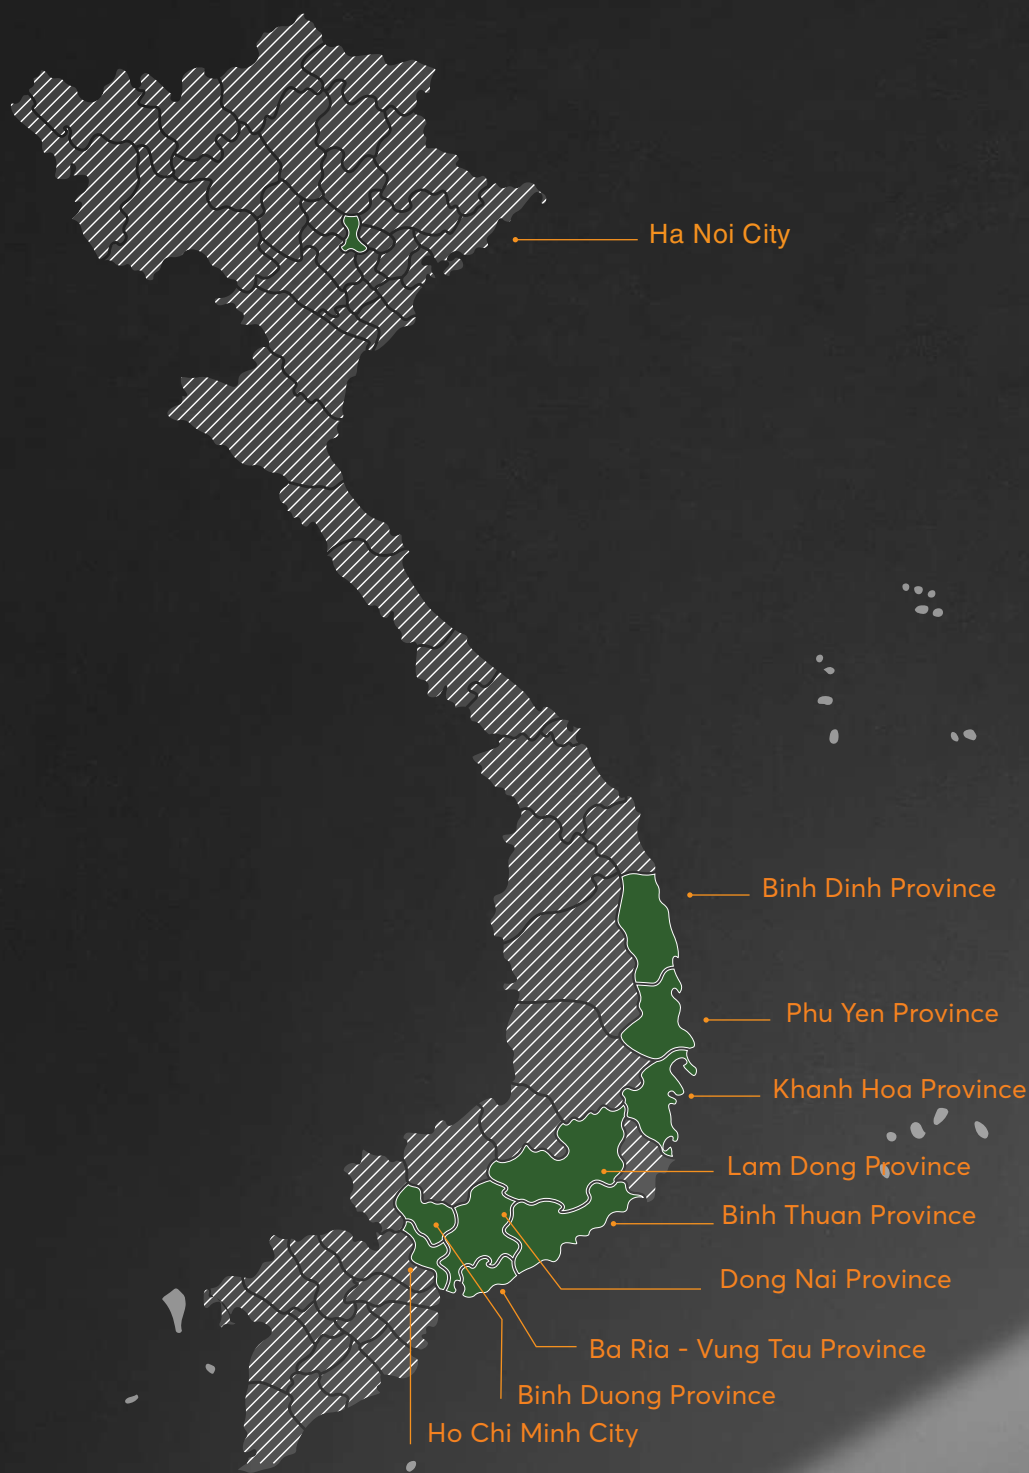 Ha Noi City
Binh Dinh Province
Phu Yen Province
Khanh Hoa Province
Lam Dong Province
Binh Thuan Province
Dong Nai Province
Ba Ria - Vung Tau Province
Binh Duong Province
Ho Chi Minh City